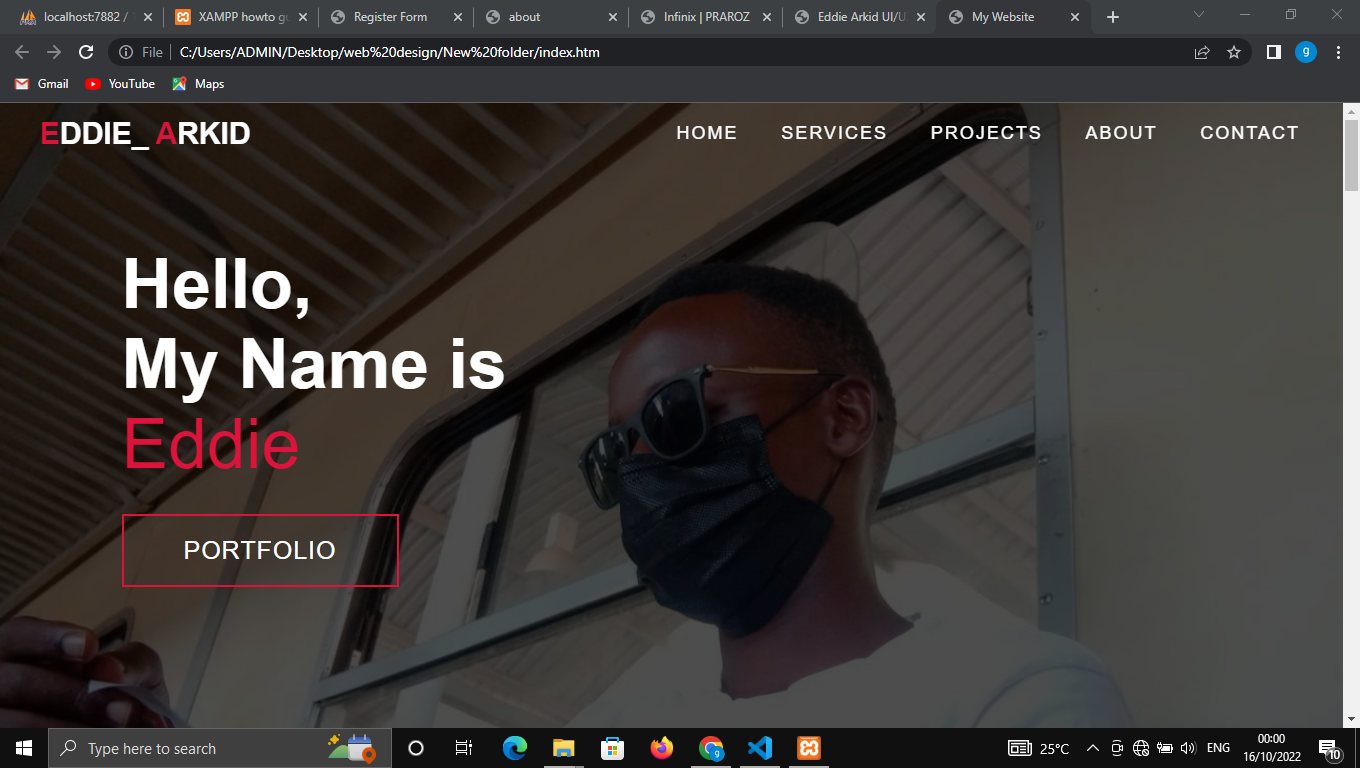 localhost:7882 /
XAMPP howto gu
Register Form
about
Infinix | PRAROZ
Eddie Arkid UI/U
My Website
File
C:/Users/ADMIN/Desktop/web%20design/New%20folder/index.htm
g
Gmail
YouTube
Maps
EDDIE_ ARKID
HOME
SERVICES
PROJECTS
ABOUT
CONTACT
Hello,
My Name is
Eddie
PORTFOLIO
Type here to search
g
25°C
ENG
00:00
16/10/2022
10